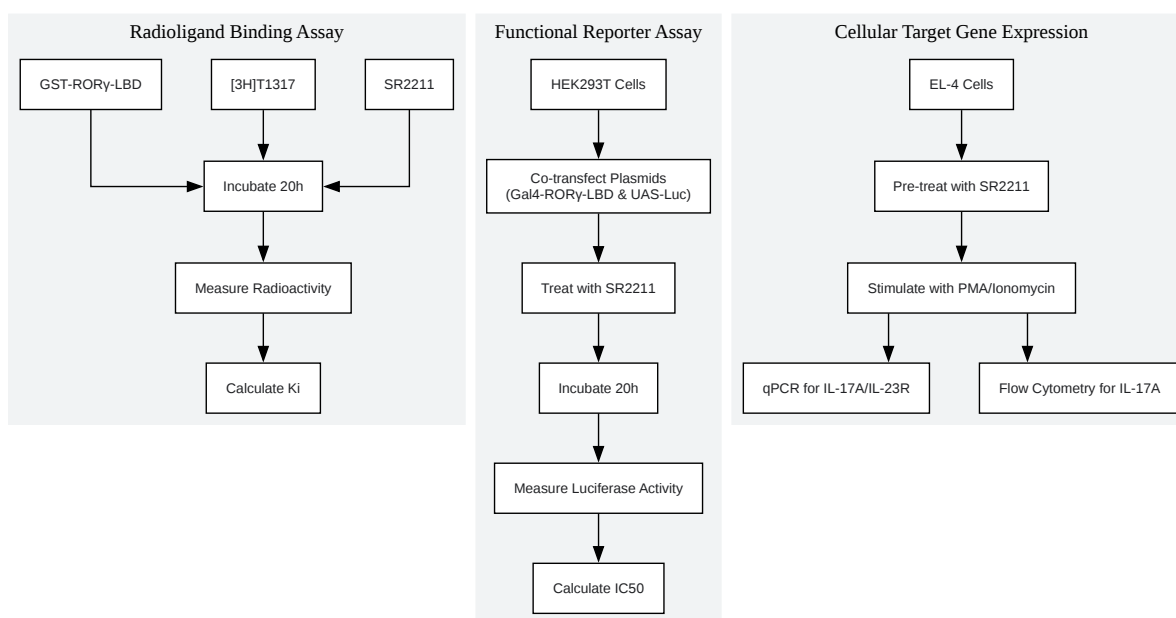 Radioligand Binding Assay
GST-RORγ-LBD
[3H]T1317
SR2211
Incubate 20h
Measure Radioactivity
Calculate Ki
Functional Reporter Assay
HEK293T Cells
Co-transfect Plasmids
(Gal4-RORγ-LBD & UAS-Luc)
Treat with SR2211
Incubate 20h
Measure Luciferase Activity
Calculate IC50
Cellular Target Gene Expression
EL-4 Cells
Pre-treat with SR2211
Stimulate with PMA/Ionomycin
qPCR for IL-17A/IL-23R
Flow Cytometry for IL-17A